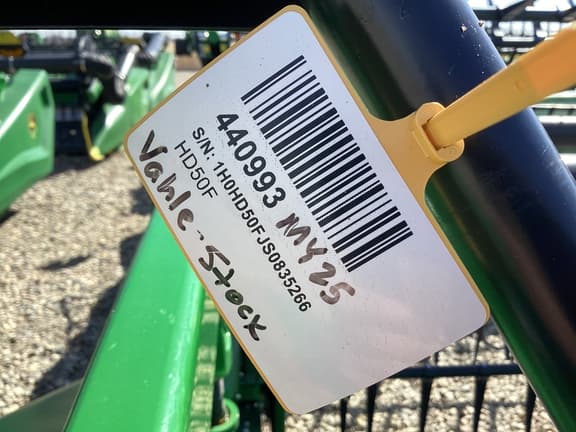 440993 MY25
S/N: 1H0HD50FJS0835266
HD50F
Vahle - Stock